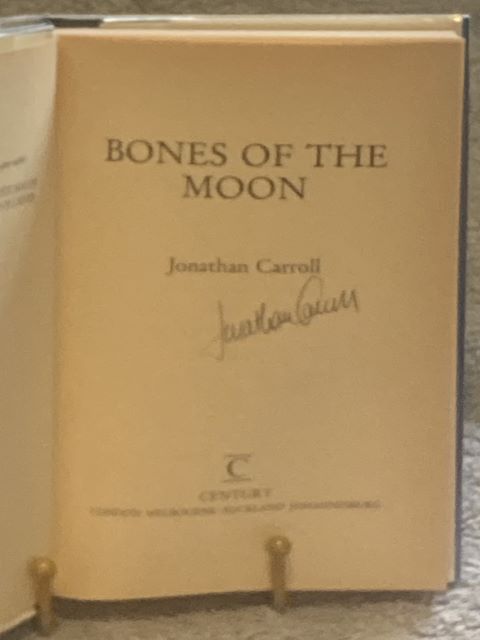 BONES OF THE
MOON
Jonathan Carroll
Jonathan Carroll
C
CENTURY
LONDON MELBOURNE AUCKLAND JOHANNESBURG